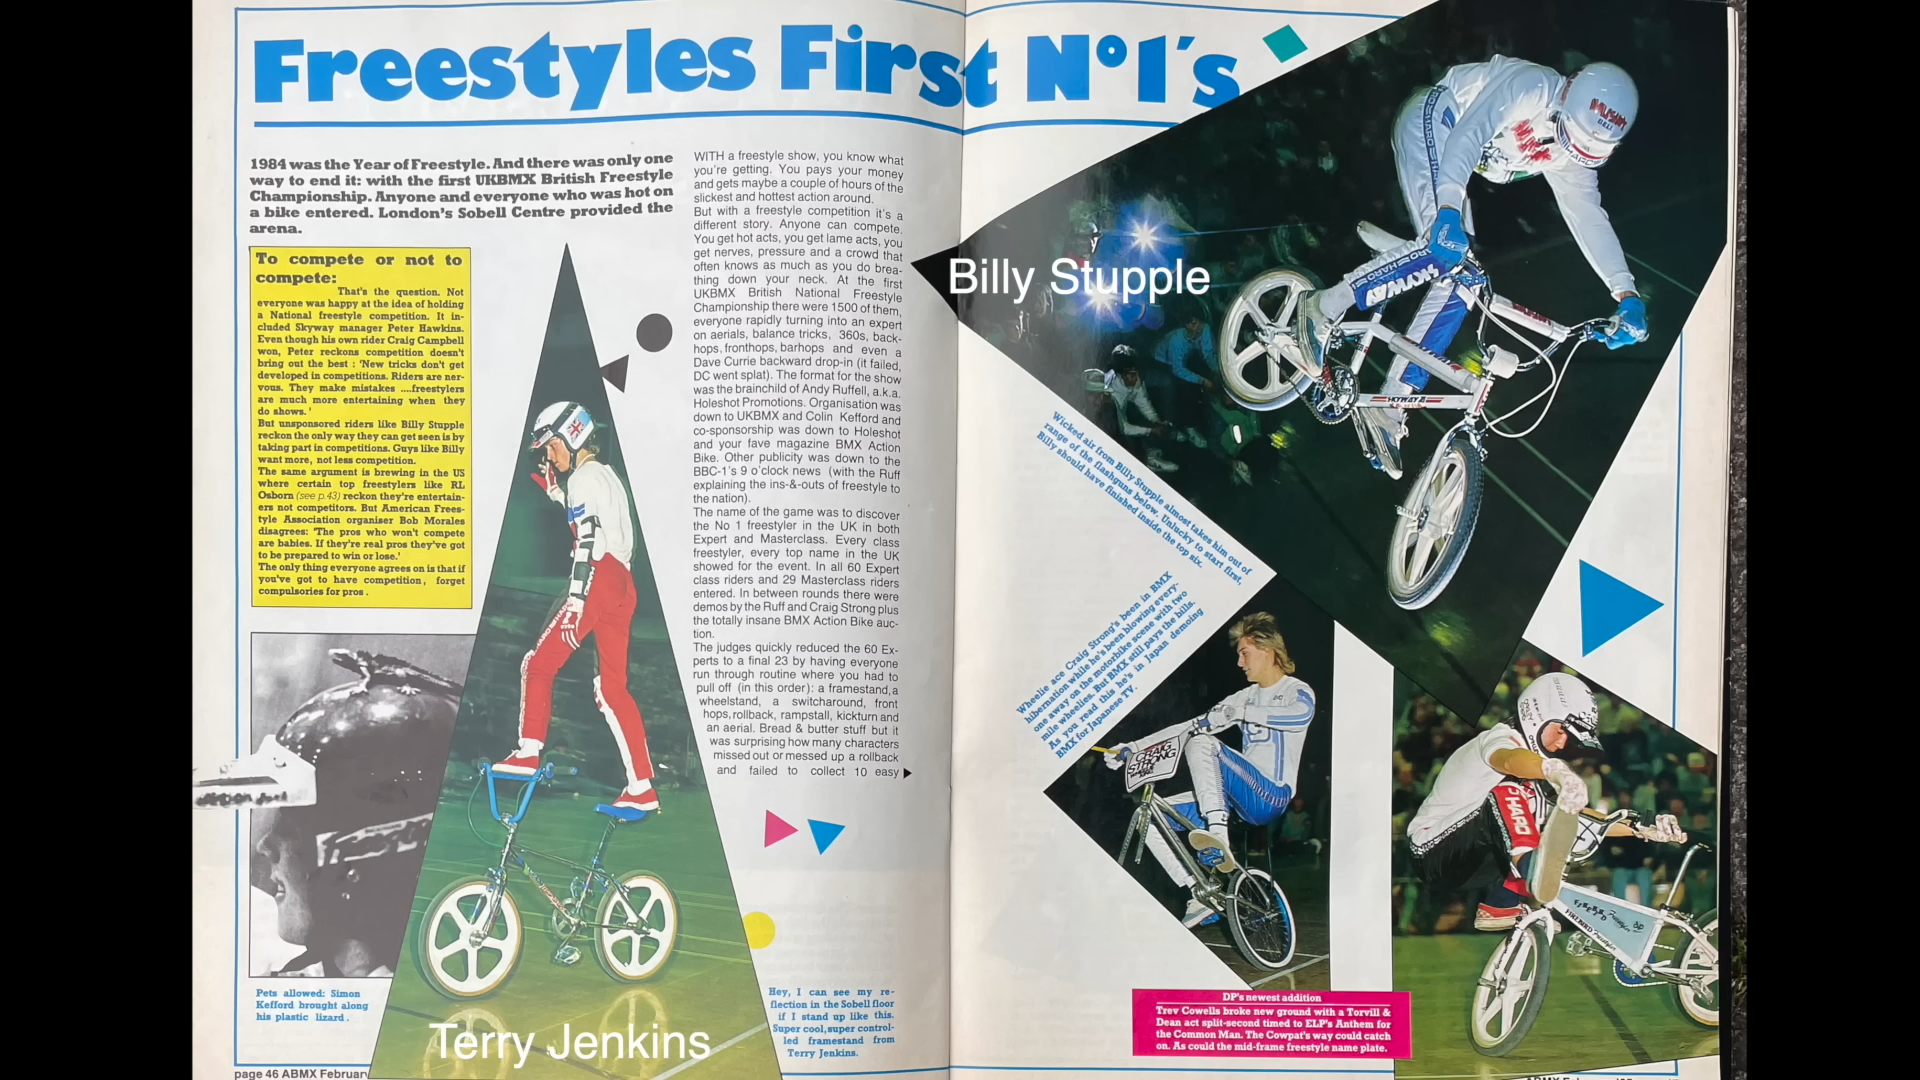 Freestyles First Nº1's
1984 was the Year of Freestyle. And there was only one
way to end it: with the first UKBMX British Freestyle
Championship. Anyone and everyone who was hot on
a bike entered. London's Sobell Centre provided the
arena.
To compete or not to
compete:
That's the question. Not
everyone was happy at the idea of holding
a National freestyle competition. It in-
cluded Skyway manager Peter Hawkins.
Even though his own rider Craig Campbell
won, Peter reckons competition doesn't
bring out the best : 'New tricks don't get
developed in competitions. Riders are ner-
vous. They make mistakes ....freestylers
are much more entertaining when they
do shows.'
But unsponsored riders like Billy Stupple
reckon the only way they can get seen is by
taking part in competitions. Guys like Billy
want more, not less competition.
The same argument is brewing in the US
where certain top freestylers like RL
Osborn (see p.43) reckon they're entertain-
ers not competitors. But American Frees-
tyle Association organiser Bob Morales
disagrees: 'The pros who won't compete
are babies. If they're real pros they've got
to be prepared to win or lose.'
The only thing everyone agrees on is that if
you've got to have competition, forget
compulsories for pros.
Pets allowed: Simon
Kefford brought along
his plastic lizard.
page 46 ABMX February
Terry Jenkins
WITH a freestyle show, you know what
you're getting. You pays your money
and gets maybe a couple of hours of the
slickest and hottest action around.
But with a freestyle competition it's a
different story. Anyone can compete.
You get hot acts, you get lame acts, you
get nerves, pressure and a crowd that
often knows as much as you do brea-
thing down your neck. At the first
UKBMX British National Freestyle
Championship there were 1500 of them,
everyone rapidly turning into an expert
on aerials, balance tricks, 360s, back-
hops, fronthops, barhops and even a
Dave Currie backward drop-in (it failed,
DC went splat). The format for the show
was the brainchild of Andy Ruffell, a.k.a.
Holeshot Promotions. Organisation was
down to UKBMX and Colin Kefford and
co-sponsorship was down to Holeshot
and your fave magazine BMX Action
Bike. Other publicity was down to the
BBC-1's 9 o'clock news (with the Ruff
explaining the ins-&-outs of freestyle to
the nation).
The name of the game was to discover
the No 1 freestyler in the UK in both
Expert and Masterclass. Every class
freestyler, every top name in the UK
showed for the event. In all 60 Expert
class riders and 29 Masterclass riders
entered. In between rounds there were
demos by the Ruff and Craig Strong plus
the totally insane BMX Action Bike auc-
tion.
The judges quickly reduced the 60 Ex-
perts to a final 23 by having everyone
run through routine where you had to
pull off (in this order): a framestand, a
wheelstand, a switcharound, front
hops, rollback, rampstall, kickturn and
an aerial. Bread & butter stuff but it
was surprising how many characters
missed out or messed up a rollback
and failed to collect 10 easy
Hey, I can see my re-
flection in the Sobell floor
if I stand up like this.
Super cool, super control-
led framestand from
Terry Jenkins.
Billy Stupple
Wicked air from Billy Stupple almost takes him out of
range of the flashguns below. Unlucky to start first,
Billy should have finished inside the top six.
Wheelie ace Craig Strong's been in BMX
hibernation while he's been blowing every-
one away on the motorbike scene with two
mile wheelies. But BMX still pays the bills.
As you read this he's in Japan demoing
BMX for Japanese TV.
BELL
HARO
SKYWAY
SKYWAY
CRAIG
STRONG
HARO
FIREBIRD Freestyler
DP's newest addition
Trev Cowells broke new ground with a Torvill &
Dean act split-second timed to ELP's Anthem for
the Common Man. The Cowpat's way could catch
on. As could the mid-frame freestyle name plate.